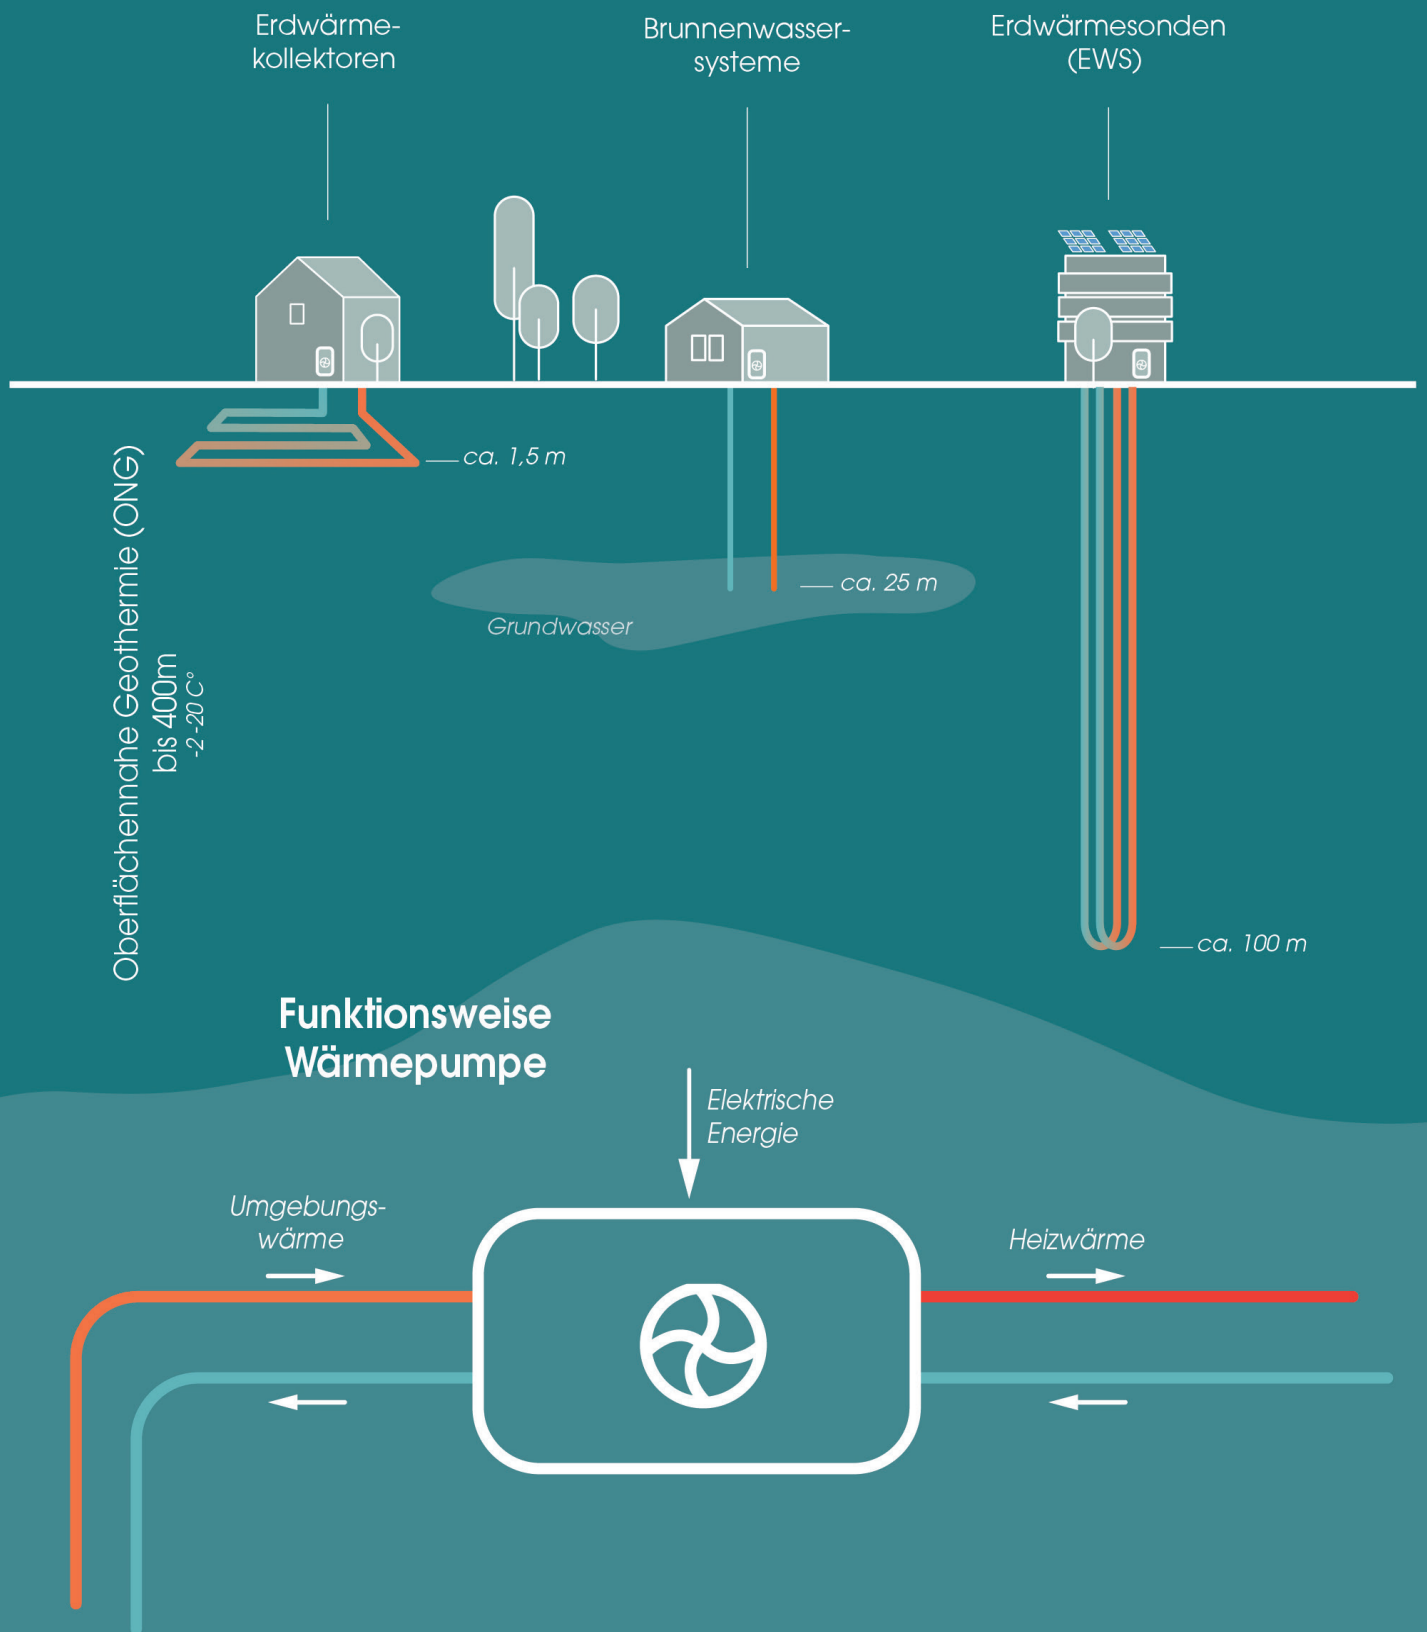 Erdwärme-
kollektoren
Brunnenwasser-
systeme
Erdwärmesonden
(EWS)
ca. 1,5 m
ca. 25 m
Grundwasser
Oberflächennahe Geothermie (ONG)
bis 400m
-2 -20 C°
ca. 100 m
Funktionsweise
Wärmepumpe
Elektrische
Energie
Umgebungs-
wärme
Heizwärme